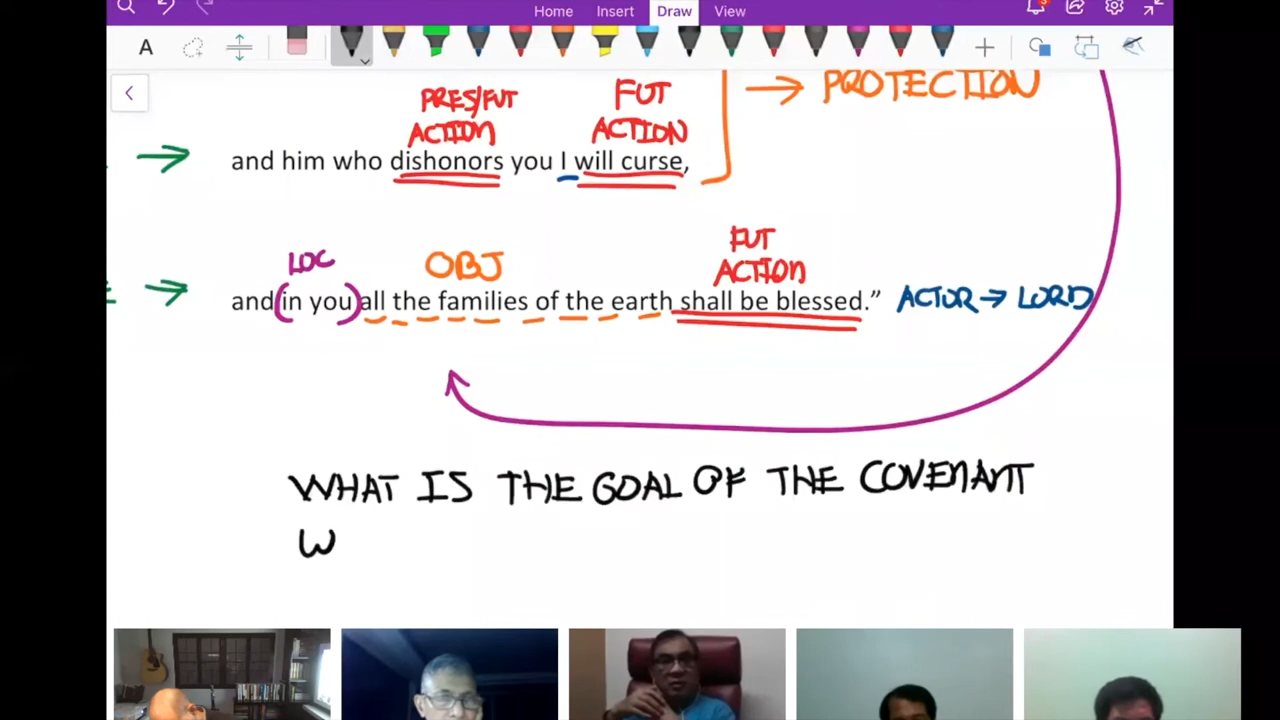 Home Insert Draw View
A
PRES/FUT FUT → PROTECTION
ACTION ACTION
→ and him who dishonors you I will curse,
FUT
LOC OBJ ACTION
→ and (in you) all the families of the earth shall be blessed.” ACTOR → LORD
WHAT IS THE GOAL OF THE COVENANT
W